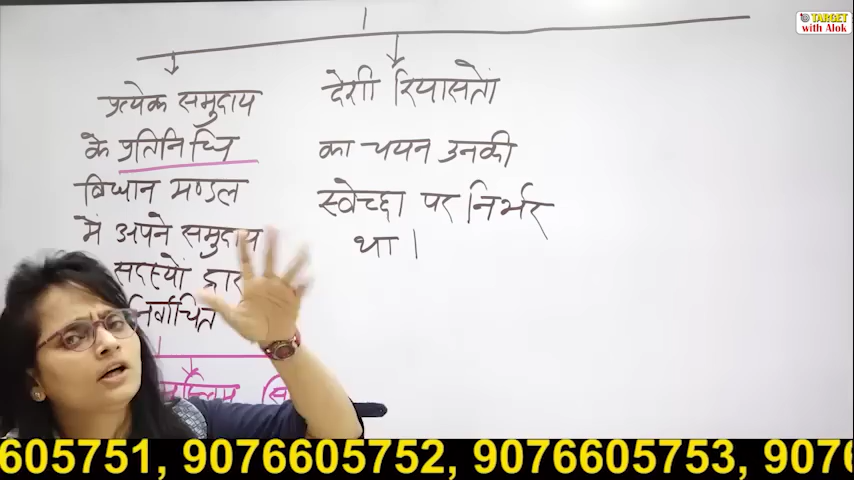 TARGET
with Alok
प्रत्येक समुदाय
के प्रतिनिधि
विधान मण्डल
में अपने समुदाय
सदस्यों
निर्वाचित
देशी रियासतों
का चयन उनकी
स्वेच्छा पर निर्भर
था।
605751, 9076605752, 9076605753, 9076